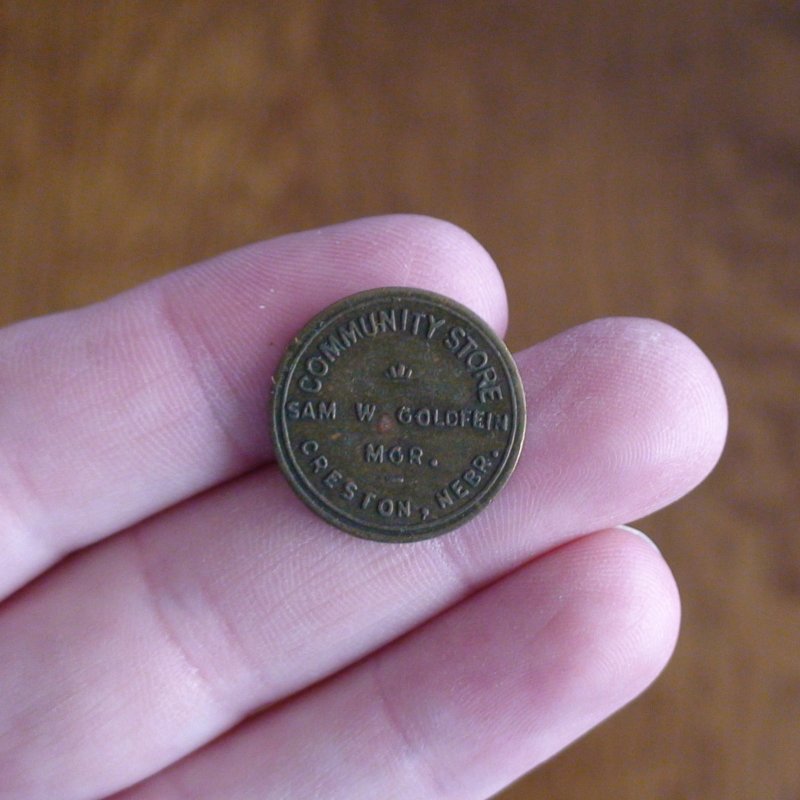 COMMUNITY STORE
SAM W. GOLDFEIN
MGR.
CRESTON, NEBR.